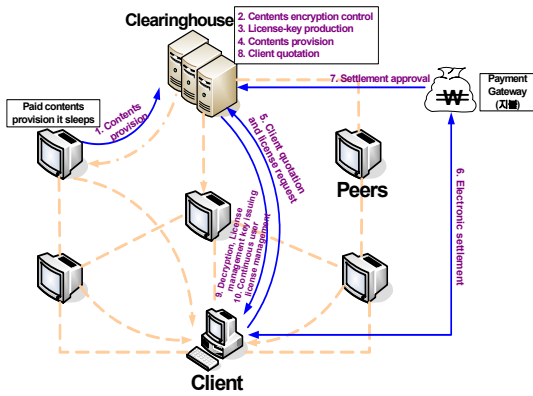 Clearinghouse
2. Centents encryption control
3. License-key production
4. Contents provision
8. Client quotation
7. Settlement approval
Payment
Gateway
(지불)
₩
Paid contents
provision it sleeps
1. Contents
provision
5. Client quotation
and license request
Peers
6. Electronic settlement
9. Decryption, License
management key issuing
10. Continuous user
license management
Client